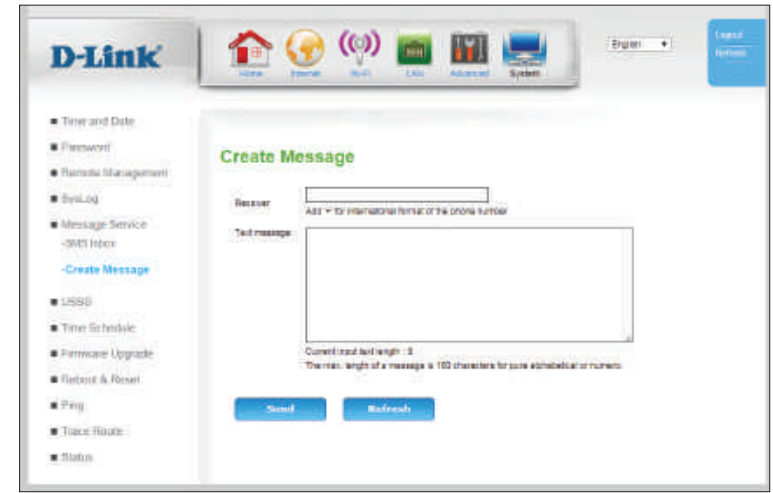 D-Link
Home
Internet
Wi-Fi
LAN
Advanced
System
English
Logout
Refresh
Time and Date
Password
Remote Management
SysLog
Message Service
-SMS Inbox
-Create Message
USSD
Time Schedule
Firmware Upgrade
Reboot & Reset
Ping
Trace Route
Status
Create Message
Receiver
Add + for international format of the phone number
Text message
Current input text length :
The max. length of a message is characters for pure alphabetical or numeric.
Send
Refresh